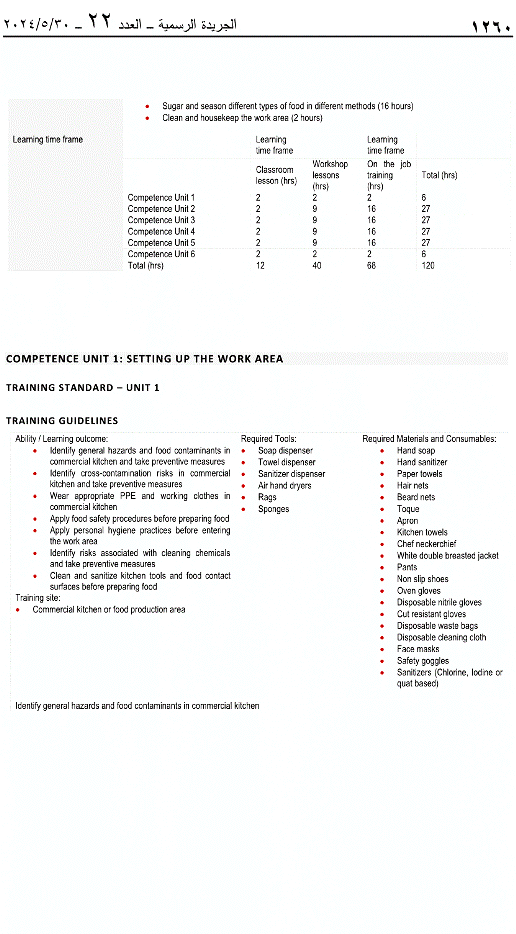 ٢٠٢٤/٥/٣٠ – الجريدة الرسمية – العدد ٢٢
١٢٦٠
• Sugar and season different types of food in different methods (16 hours)
• Clean and housekeep the work area (2 hours)
Learning time frame
Learning time frame
Learning time frame
Classroom lesson (hrs)
Workshop lessons (hrs)
On the job training (hrs)
Total (hrs)
Competence Unit 1 2 2 2 6
Competence Unit 2 2 9 16 27
Competence Unit 3 2 9 16 27
Competence Unit 4 2 9 16 27
Competence Unit 5 2 9 16 27
Competence Unit 6 2 2 2 6
Total (hrs) 12 40 68 120
COMPETENCE UNIT 1: SETTING UP THE WORK AREA
TRAINING STANDARD – UNIT 1
TRAINING GUIDELINES
Ability / Learning outcome:
• Identify general hazards and food contaminants in
commercial kitchen and take preventive measures
• Identify cross-contamination risks in commercial
kitchen and take preventive measures
• Wear appropriate PPE and working clothes in
commercial kitchen
• Apply food safety procedures before preparing food
• Apply personal hygiene practices before entering
the work area
• Identify risks associated with cleaning chemicals
and take preventive measures
• Clean and sanitize kitchen tools and food contact
surfaces before preparing food
Training site:
• Commercial kitchen or food production area
Required Tools:
• Soap dispenser
• Towel dispenser
• Sanitizer dispenser
• Air hand dryers
• Rags
• Sponges
Required Materials and Consumables:
• Hand soap
• Hand sanitizer
• Paper towels
• Hair nets
• Beard nets
• Toque
• Apron
• Kitchen towels
• Chef neckerchief
• White double breasted jacket
• Pants
• Non slip shoes
• Oven gloves
• Disposable nitrile gloves
• Cut resistant gloves
• Disposable waste bags
• Disposable cleaning cloth
• Face masks
• Safety goggles
• Sanitizers (Chlorine, Iodine or
quat based)
Identify general hazards and food contaminants in commercial kitchen